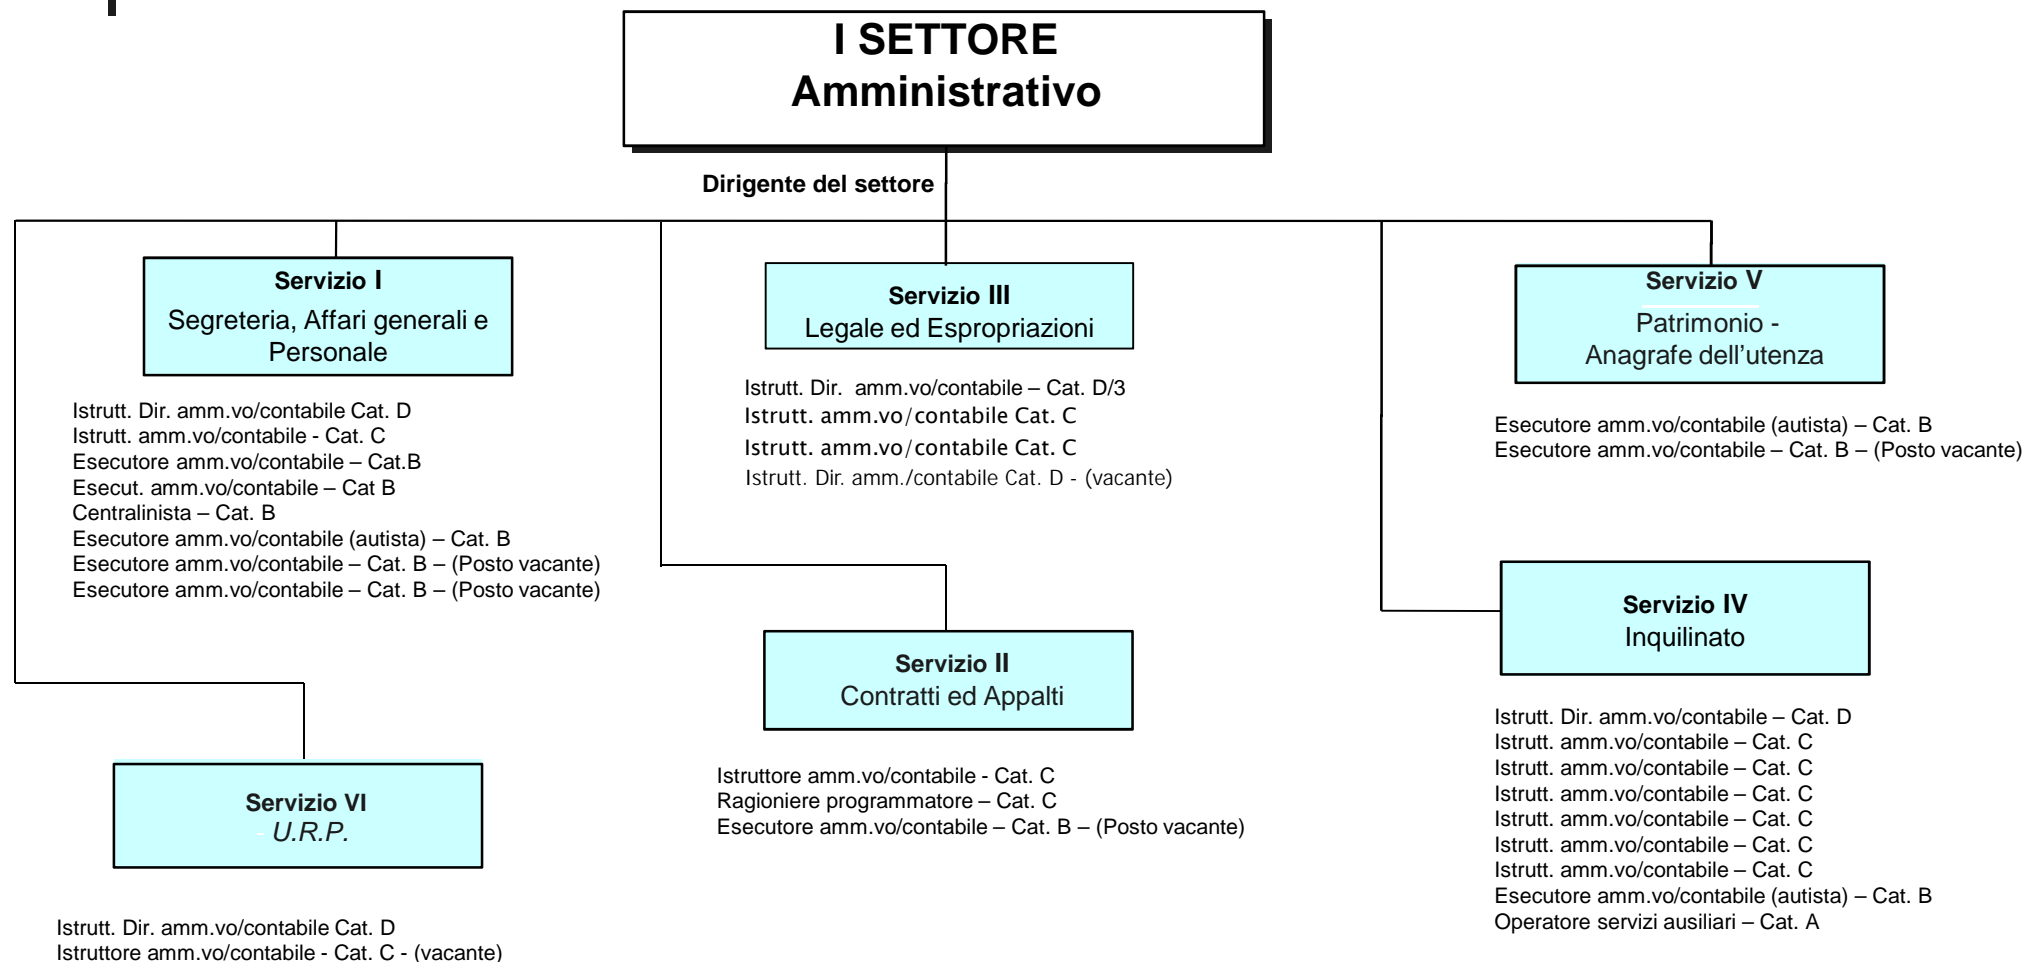 I SETTORE
Amministrativo
Dirigente del settore
Servizio I
Segreteria, Affari generali e
Personale
Istrutt. Dir. amm.vo/contabile Cat. D
Istrutt. amm.vo/contabile - Cat. C
Esecutore amm.vo/contabile – Cat.B
Esecut. amm.vo/contabile – Cat B
Centralinista – Cat. B
Esecutore amm.vo/contabile (autista) – Cat. B
Esecutore amm.vo/contabile – Cat. B – (Posto vacante)
Esecutore amm.vo/contabile – Cat. B – (Posto vacante)
Servizio III
Legale ed Espropriazioni
Istrutt. Dir. amm.vo/contabile – Cat. D/3
Istrutt. amm.vo/contabile Cat. C
Istrutt. amm.vo/contabile Cat. C
Istrutt. Dir. amm./contabile Cat. D - (vacante)
Servizio V
Patrimonio -
Anagrafe dell’utenza
Esecutore amm.vo/contabile (autista) – Cat. B
Esecutore amm.vo/contabile – Cat. B – (Posto vacante)
Servizio VI
- U.R.P.
Istrutt. Dir. amm.vo/contabile Cat. D
Istruttore amm.vo/contabile - Cat. C - (vacante)
Servizio II
Contratti ed Appalti
Istruttore amm.vo/contabile - Cat. C
Ragioniere programmatore – Cat. C
Esecutore amm.vo/contabile – Cat. B – (Posto vacante)
Servizio IV
Inquilinato
Istrutt. Dir. amm.vo/contabile – Cat. D
Istrutt. amm.vo/contabile – Cat. C
Istrutt. amm.vo/contabile – Cat. C
Istrutt. amm.vo/contabile – Cat. C
Istrutt. amm.vo/contabile – Cat. C
Istrutt. amm.vo/contabile – Cat. C
Istrutt. amm.vo/contabile – Cat. C
Esecutore amm.vo/contabile (autista) – Cat. B
Operatore servizi ausiliari – Cat. A